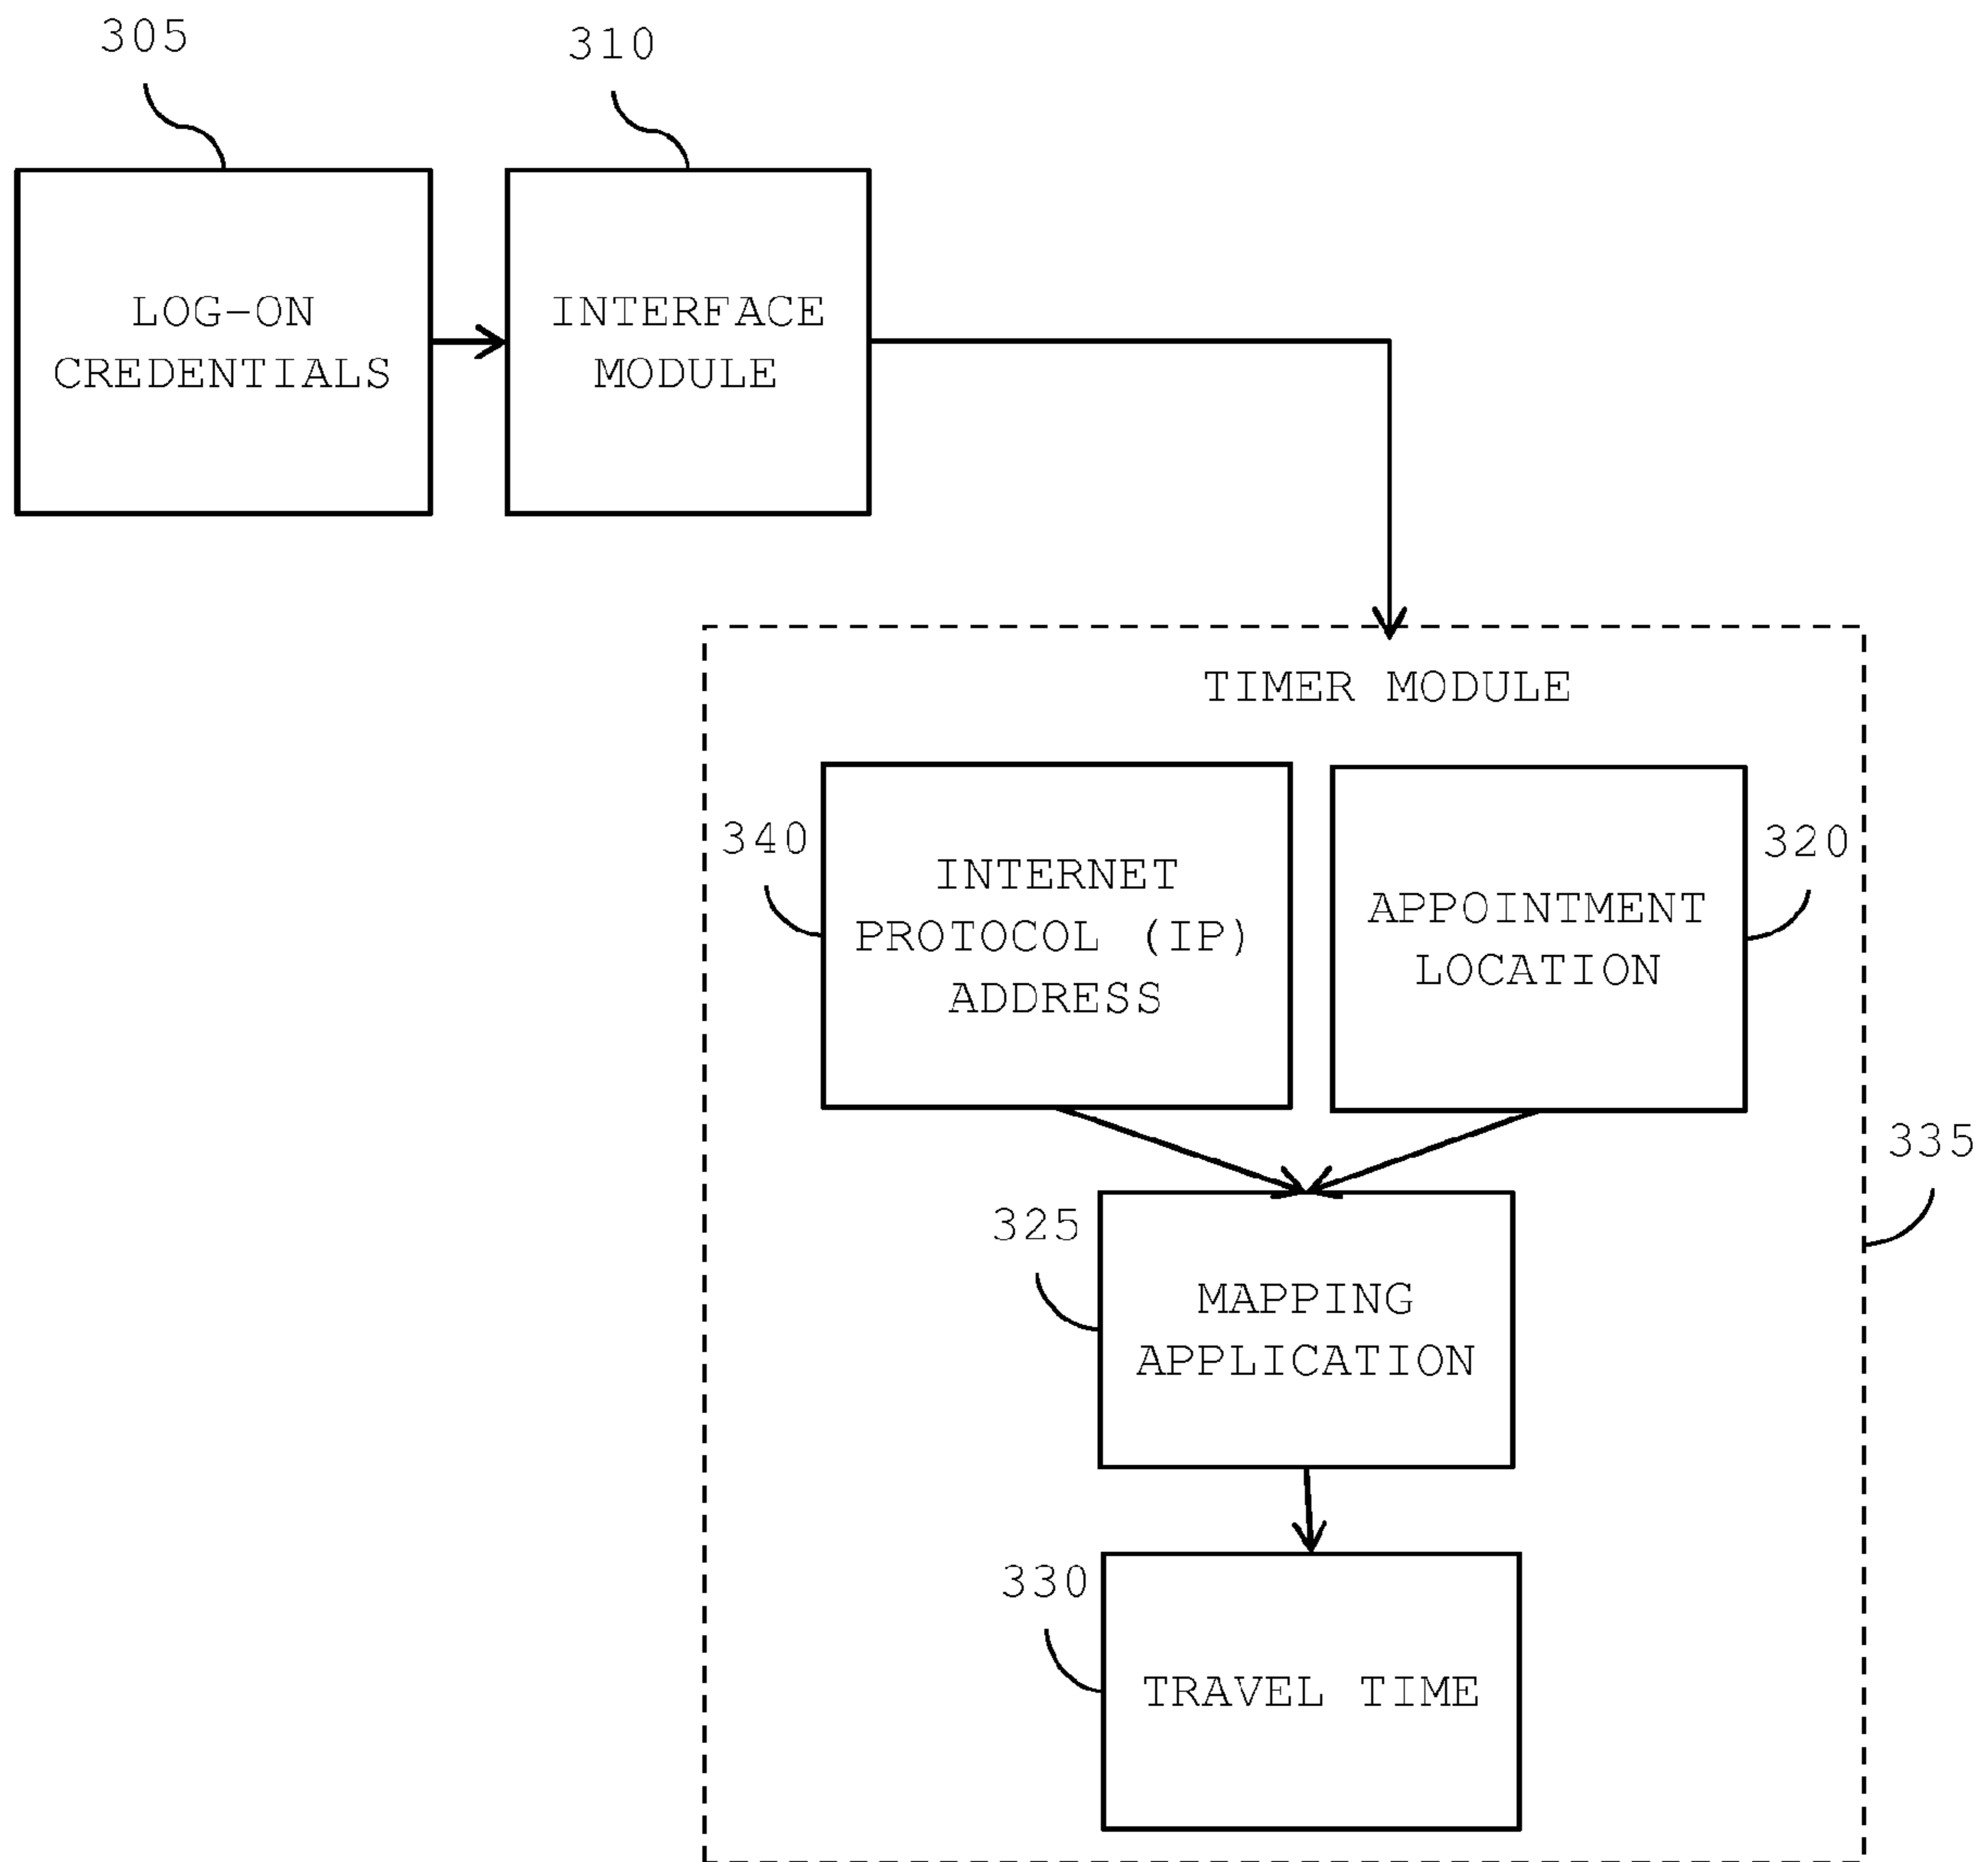 305
310
LOG-ON
CREDENTIALS
INTERFACE
MODULE
TIMER MODULE
340
INTERNET
PROTOCOL (IP)
ADDRESS
320
APPOINTMENT
LOCATION
335
325
MAPPING
APPLICATION
330
TRAVEL TIME